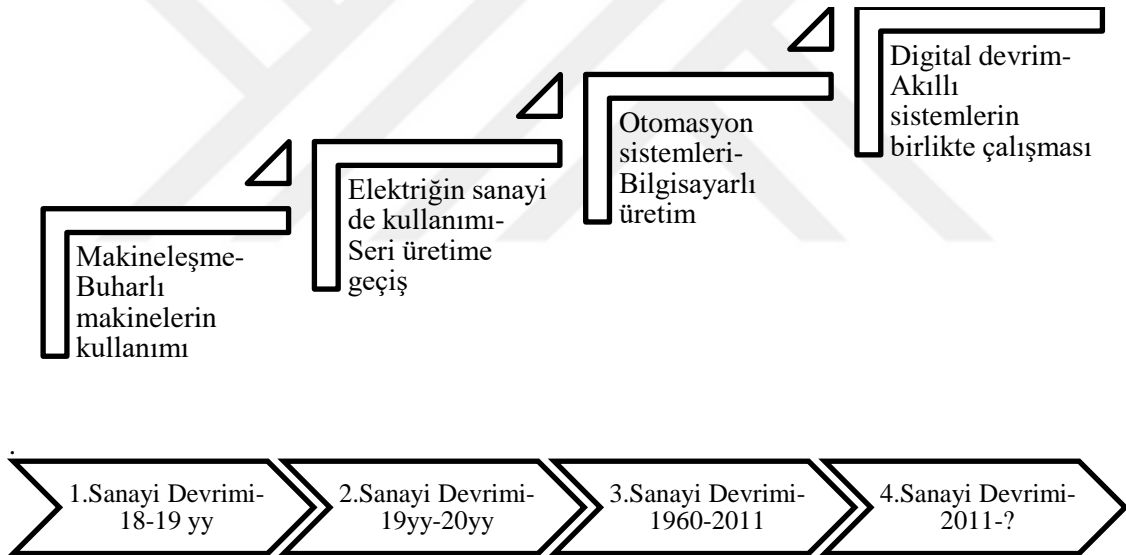 Makineleşme-
Buharlı
makinelerin
kullanımı
Elektriğin sanayi
de kullanımı-
Seri üretime
geçiş
Otomasyon
sistemleri-
Bilgisayarlı
üretim
Digital devrim-
Akıllı
sistemlerin
birlikte çalışması
.
1.Sanayi Devrimi-
18-19 yy
2.Sanayi Devrimi-
19yy-20yy
3.Sanayi Devrimi-
1960-2011
4.Sanayi Devrimi-
2011-?